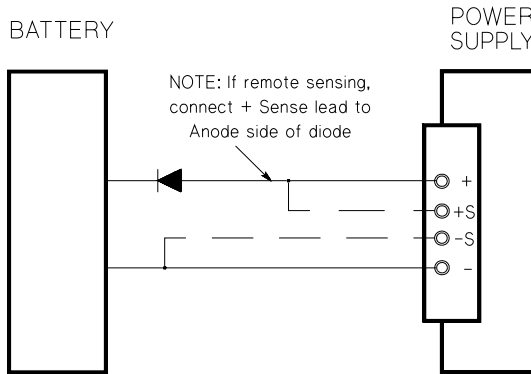 BATTERY
POWER
SUPPLY
NOTE: If remote sensing,
connect + Sense lead to
Anode side of diode
+
+S
-S
-